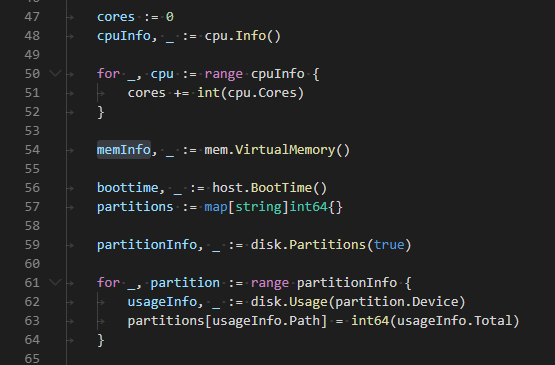 47 cores := 0
48 cpuInfo, _ := cpu.Info()
49
50 for _, cpu := range cpuInfo {
51 cores += int(cpu.Cores)
52 }
53
54 memInfo, _ := mem.VirtualMemory()
55
56 boottime, _ := host.BootTime()
57 partitions := map[string]int64{}
58
59 partitionInfo, _ := disk.Partitions(true)
60
61 for _, partition := range partitionInfo {
62 usageInfo, _ := disk.Usage(partition.Device)
63 partitions[usageInfo.Path] = int64(usageInfo.Total)
64 }
65